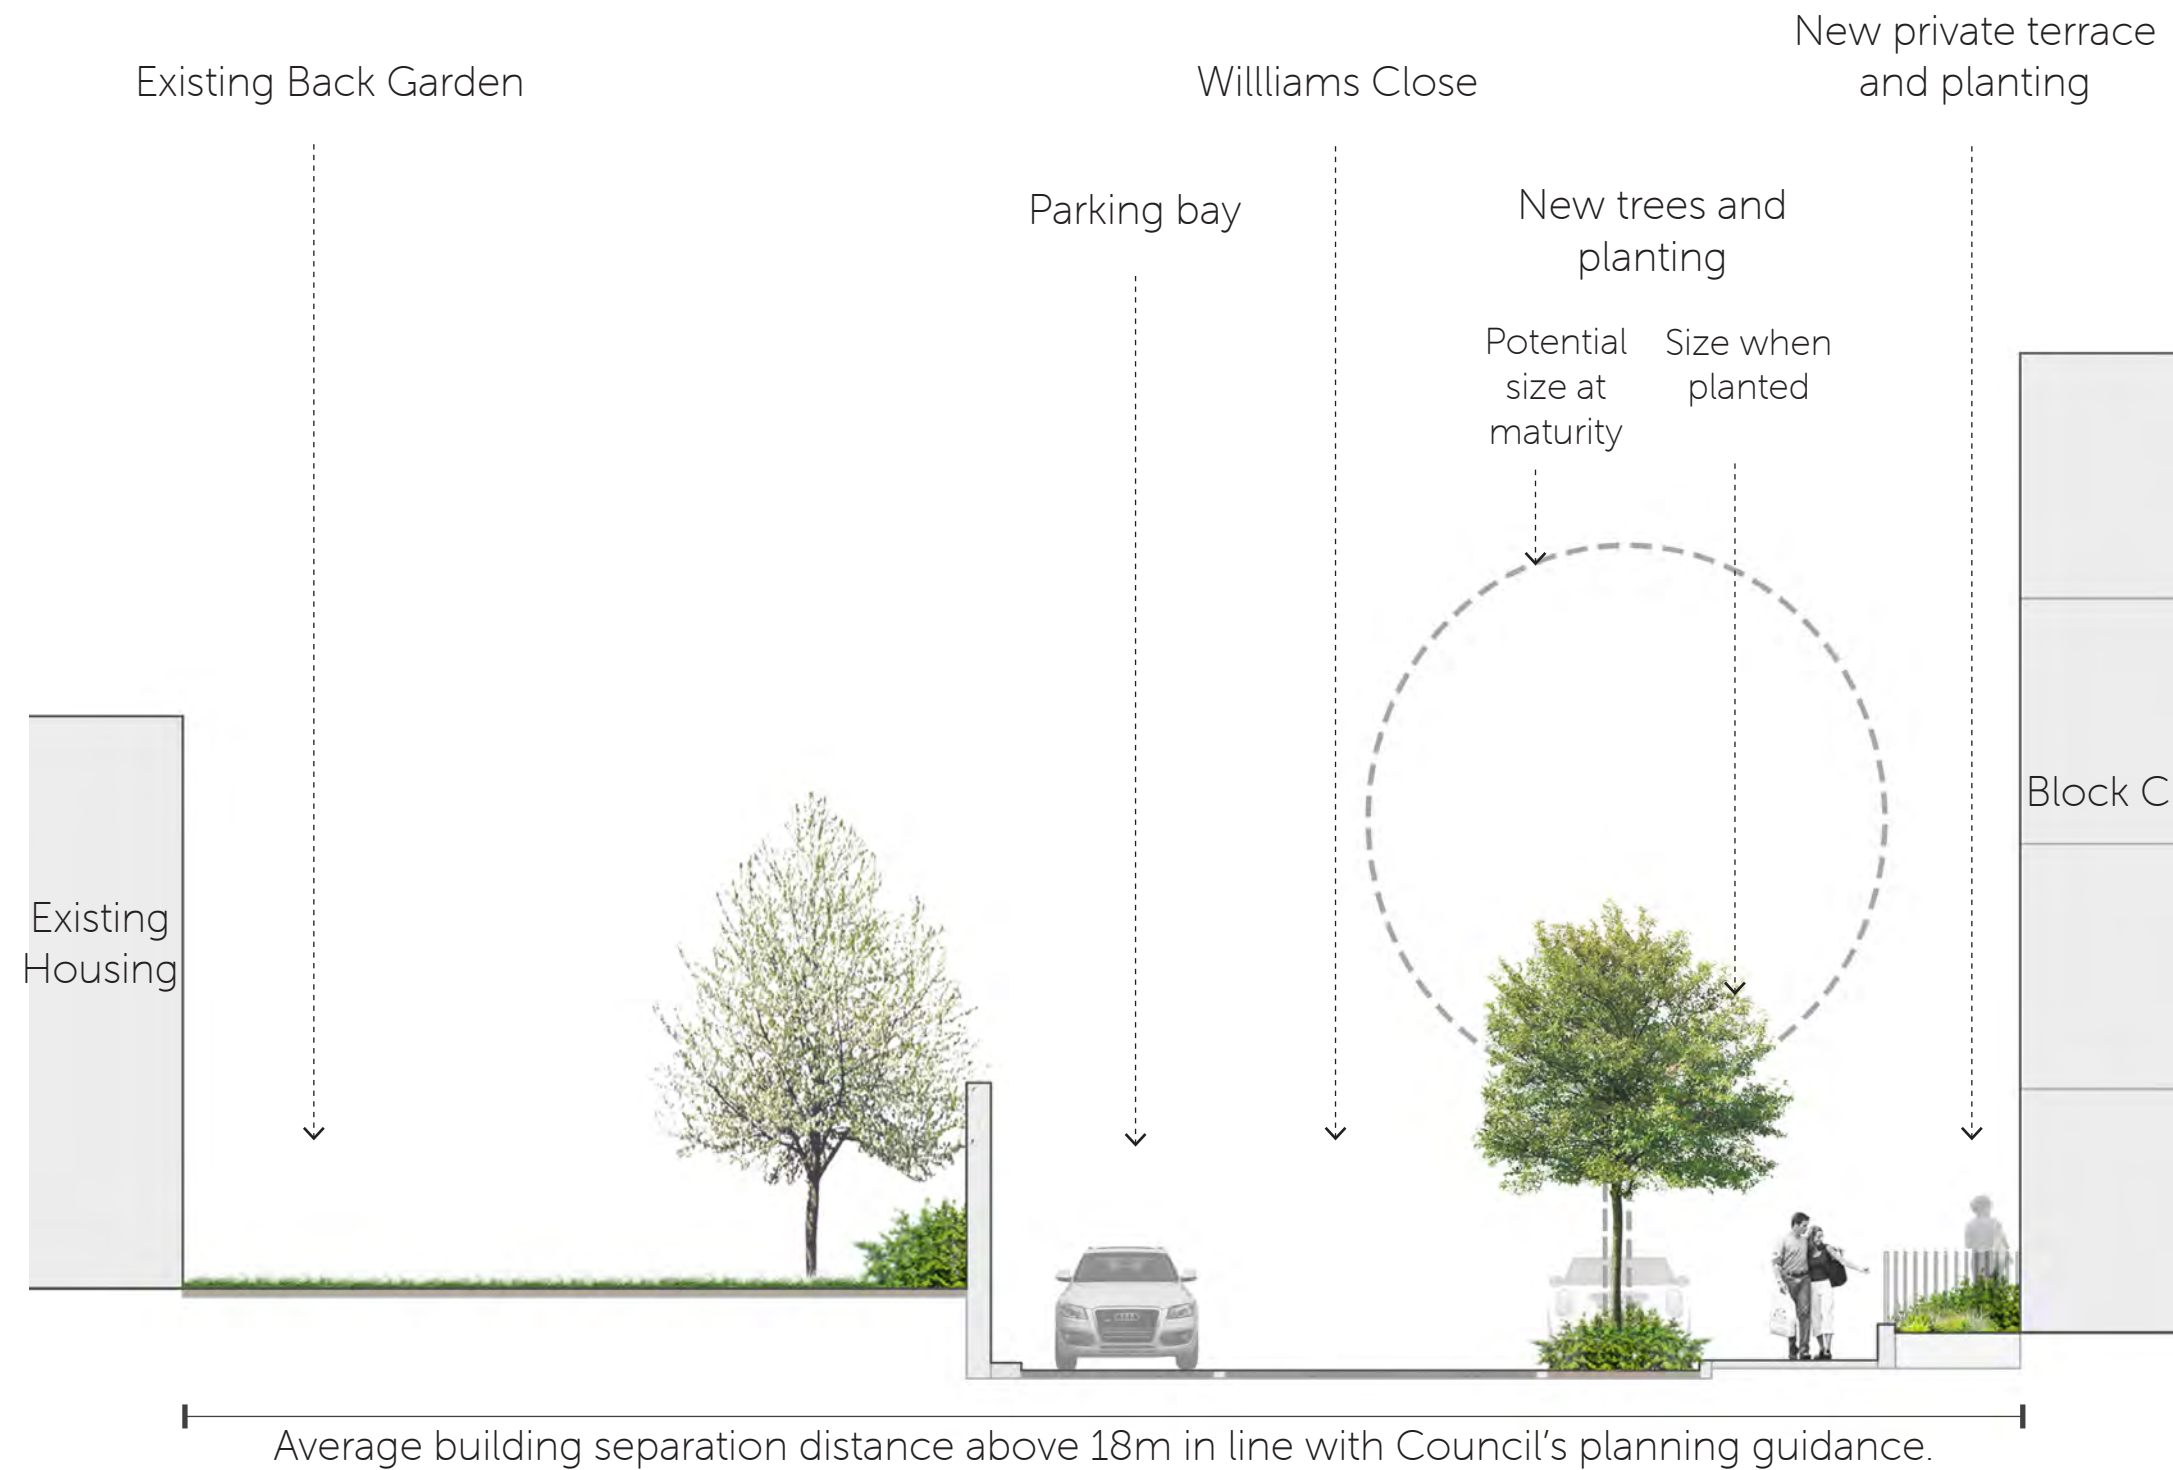 New private terrace
and planting
Existing Back Garden
Willliams Close
Parking bay
New trees and
planting
Potential
size at
maturity
Size when
planted
Block C
Existing
Housing
Average building separation distance above 18m in line with Council's planning guidance.